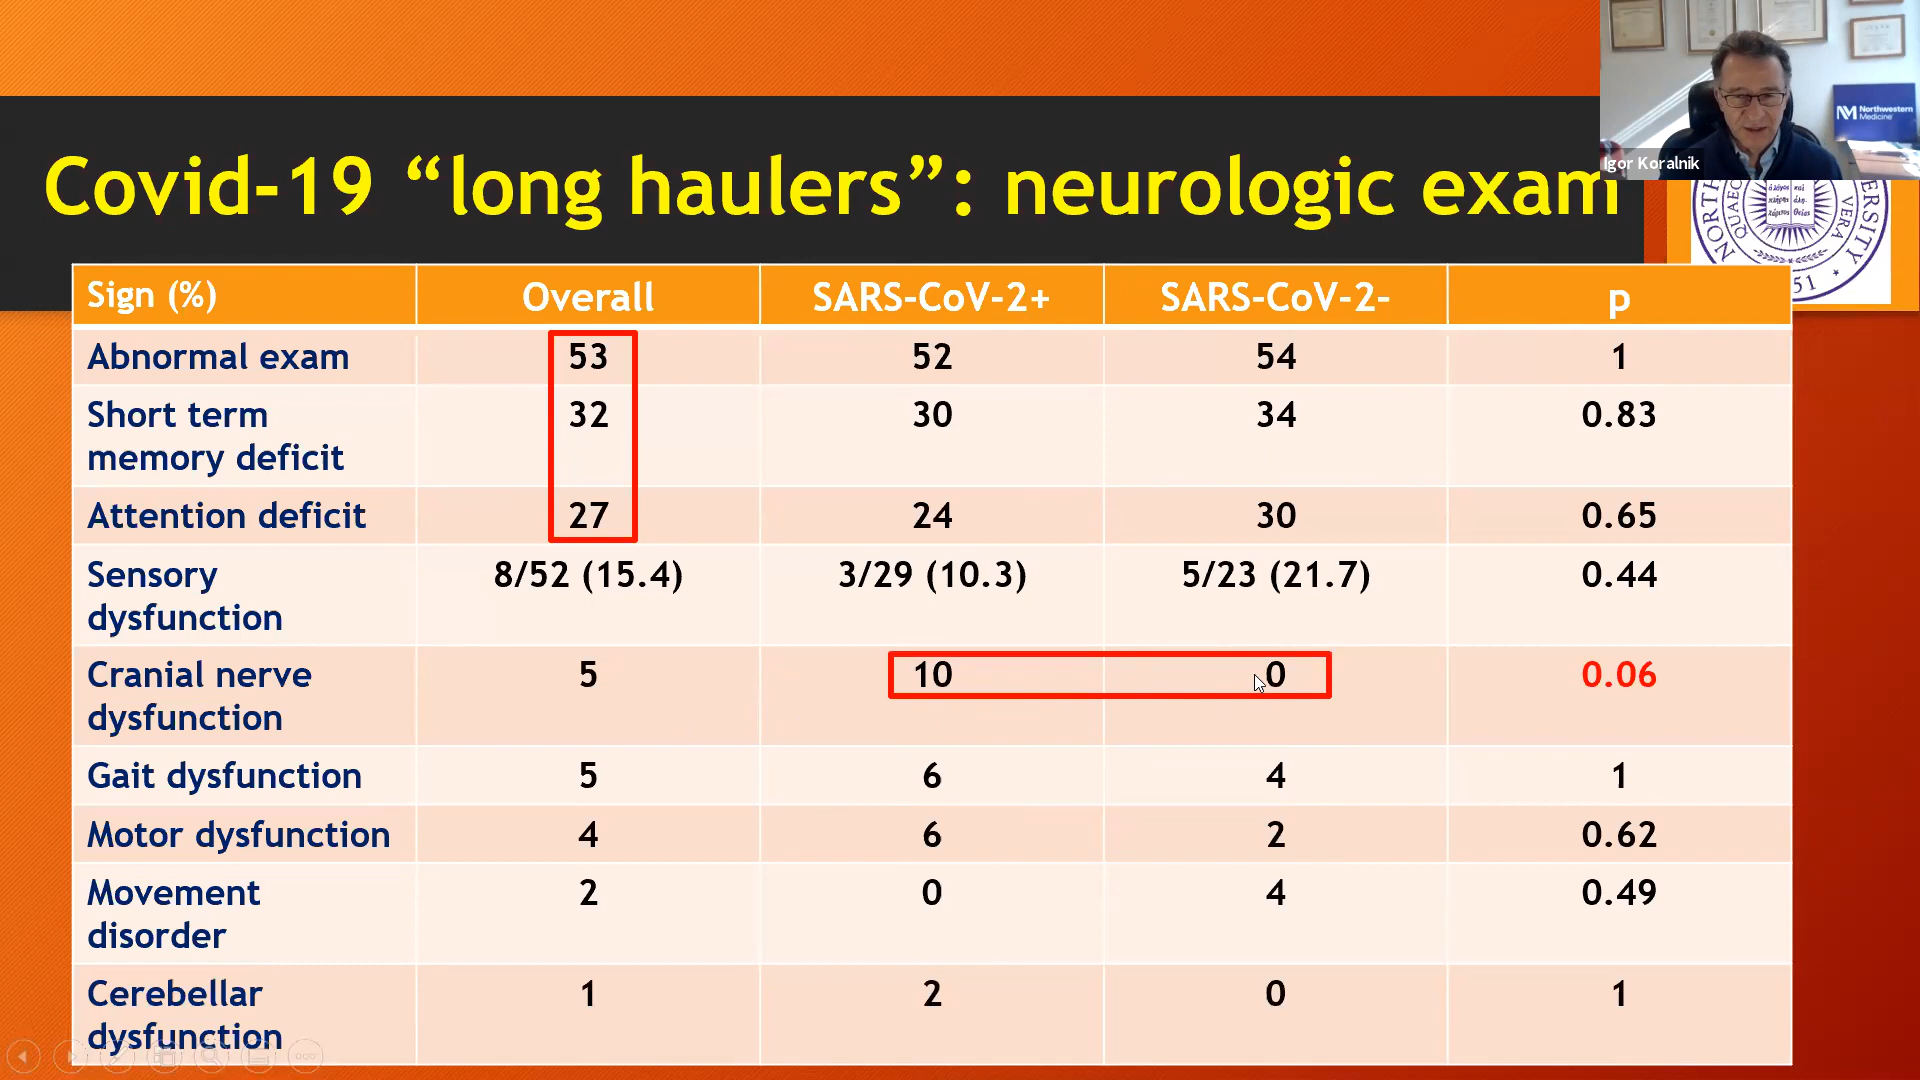 Northwestern
Medicine
Igor Koralnik
Covid-19 “long haulers”: neurologic exam
Sign (%) Overall SARS-CoV-2+ SARS-CoV-2- p
Abnormal exam 53 52 54 1
Short term 32 30 34 0.83
memory deficit
Attention deficit 27 24 30 0.65
Sensory 8/52 (15.4) 3/29 (10.3) 5/23 (21.7) 0.44
dysfunction
Cranial nerve 5 10 0 0.06
dysfunction
Gait dysfunction 5 6 4 1
Motor dysfunction 4 6 2 0.62
Movement 2 0 4 0.49
disorder
Cerebellar 1 2 0 1
dysfunction